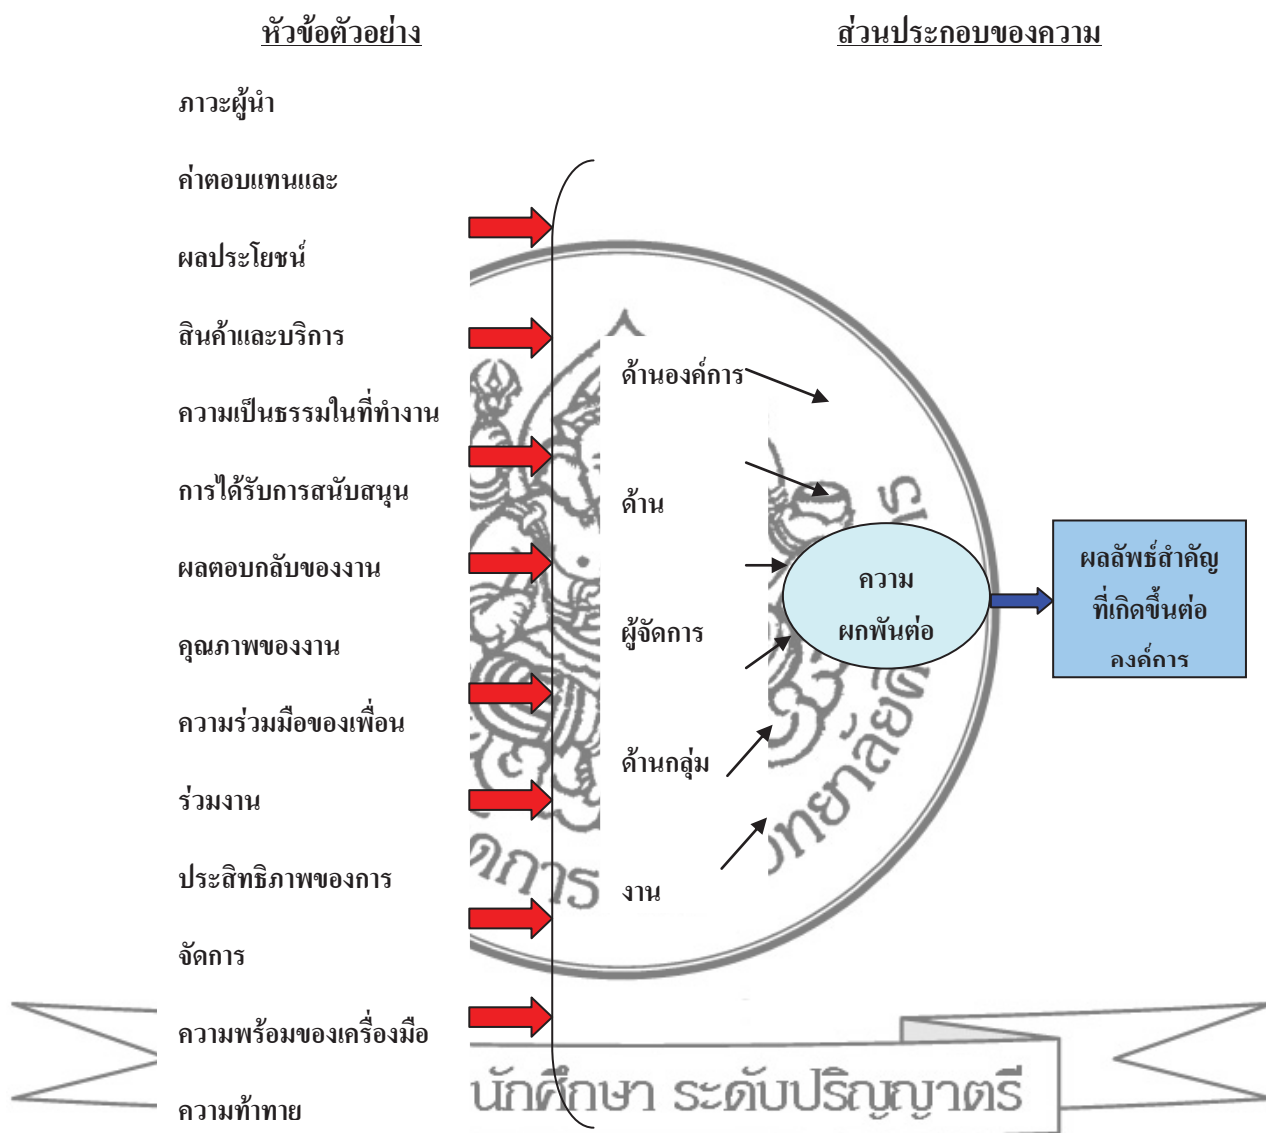 หัวข้อตัวอย่าง
ส่วนประกอบของความ
ภาวะผู้นำ
ค่าตอบแทนและ
ผลประโยชน์
สินค้าและบริการ
ความเป็นธรรมในที่ทำงาน
การได้รับการสนับสนุน
ผลตอบกลับของงาน
คุณภาพของงาน
ความร่วมมือของเพื่อน
ร่วมงาน
ประสิทธิภาพของการ
จัดการ
ความพร้อมของเครื่องมือ
ความท้าทาย
ด้านองค์การ
ด้าน
ผู้จัดการ
ด้านกลุ่ม
งาน
ความ
ผกพันต่อ
ผลลัพธ์สำคัญ
ที่เกิดขึ้นต่อ
องค์การ
นักศึกษา ระดับปริญญาตรี